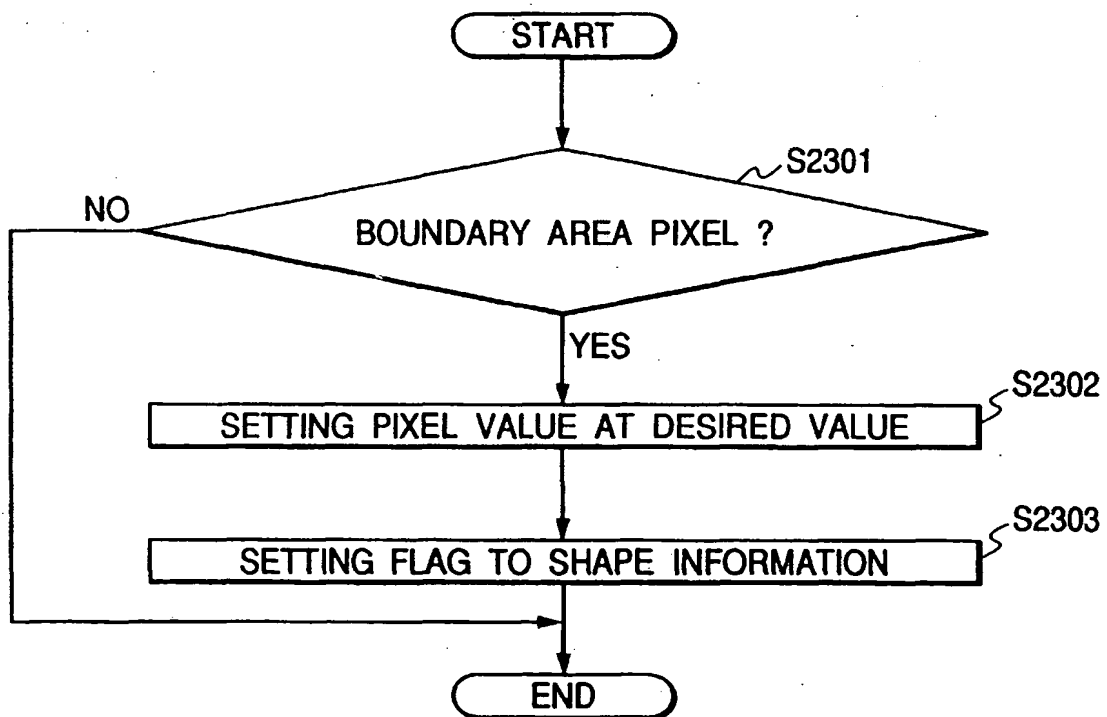 START
S2301
NO
BOUNDARY AREA PIXEL ?
YES
S2302
SETTING PIXEL VALUE AT DESIRED VALUE
S2303
SETTING FLAG TO SHAPE INFORMATION
END